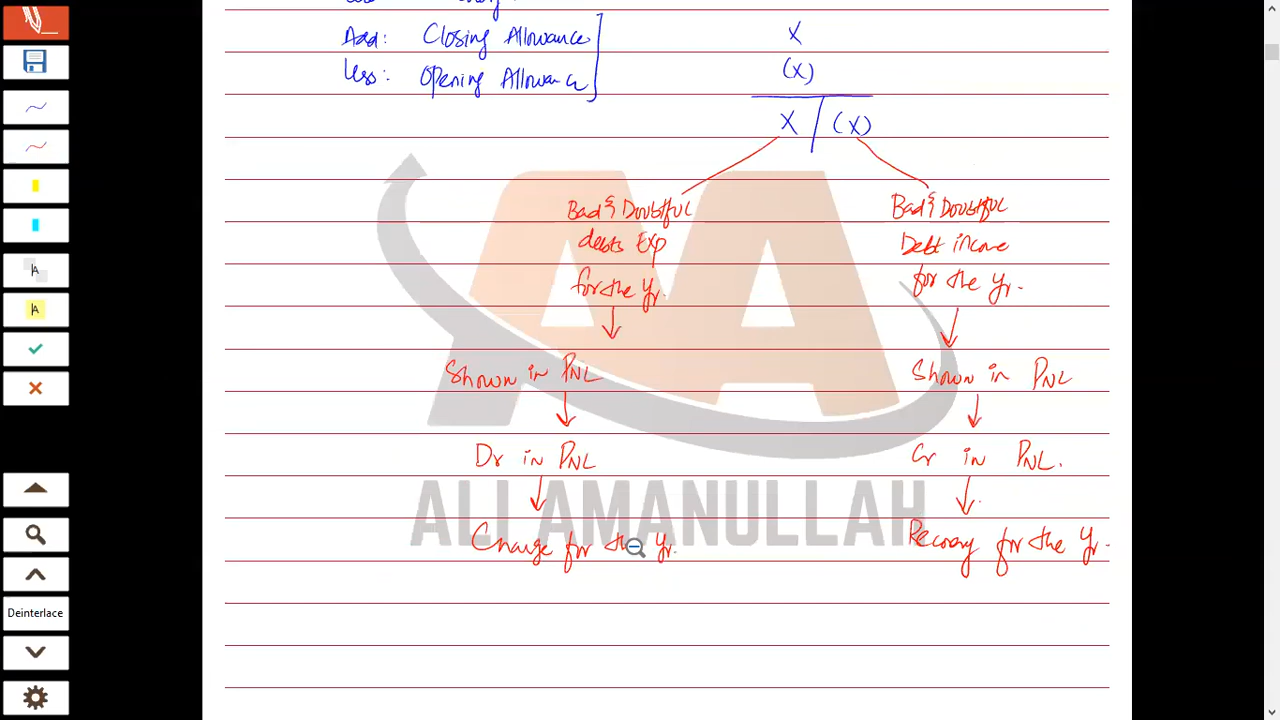 Add: Closing Allowance X
Less: Opening Allowance (X)
X (X)
Bad & Doubtful debts Exp for the Yr.
Bad & Doubtful Debt income for the Yr.
Shown in PNL Shown in PNL
Dr in PNL Cr in PNL.
ALLAMANULLAH
Charge for the Yr. Recovery for the Yr.
Deinterlace